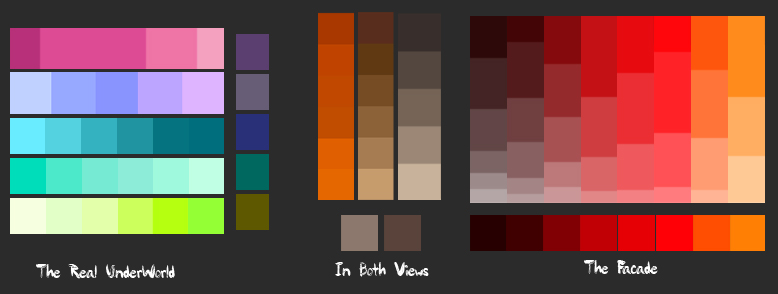 The Real UnderWorld
In Both Views
The Facade